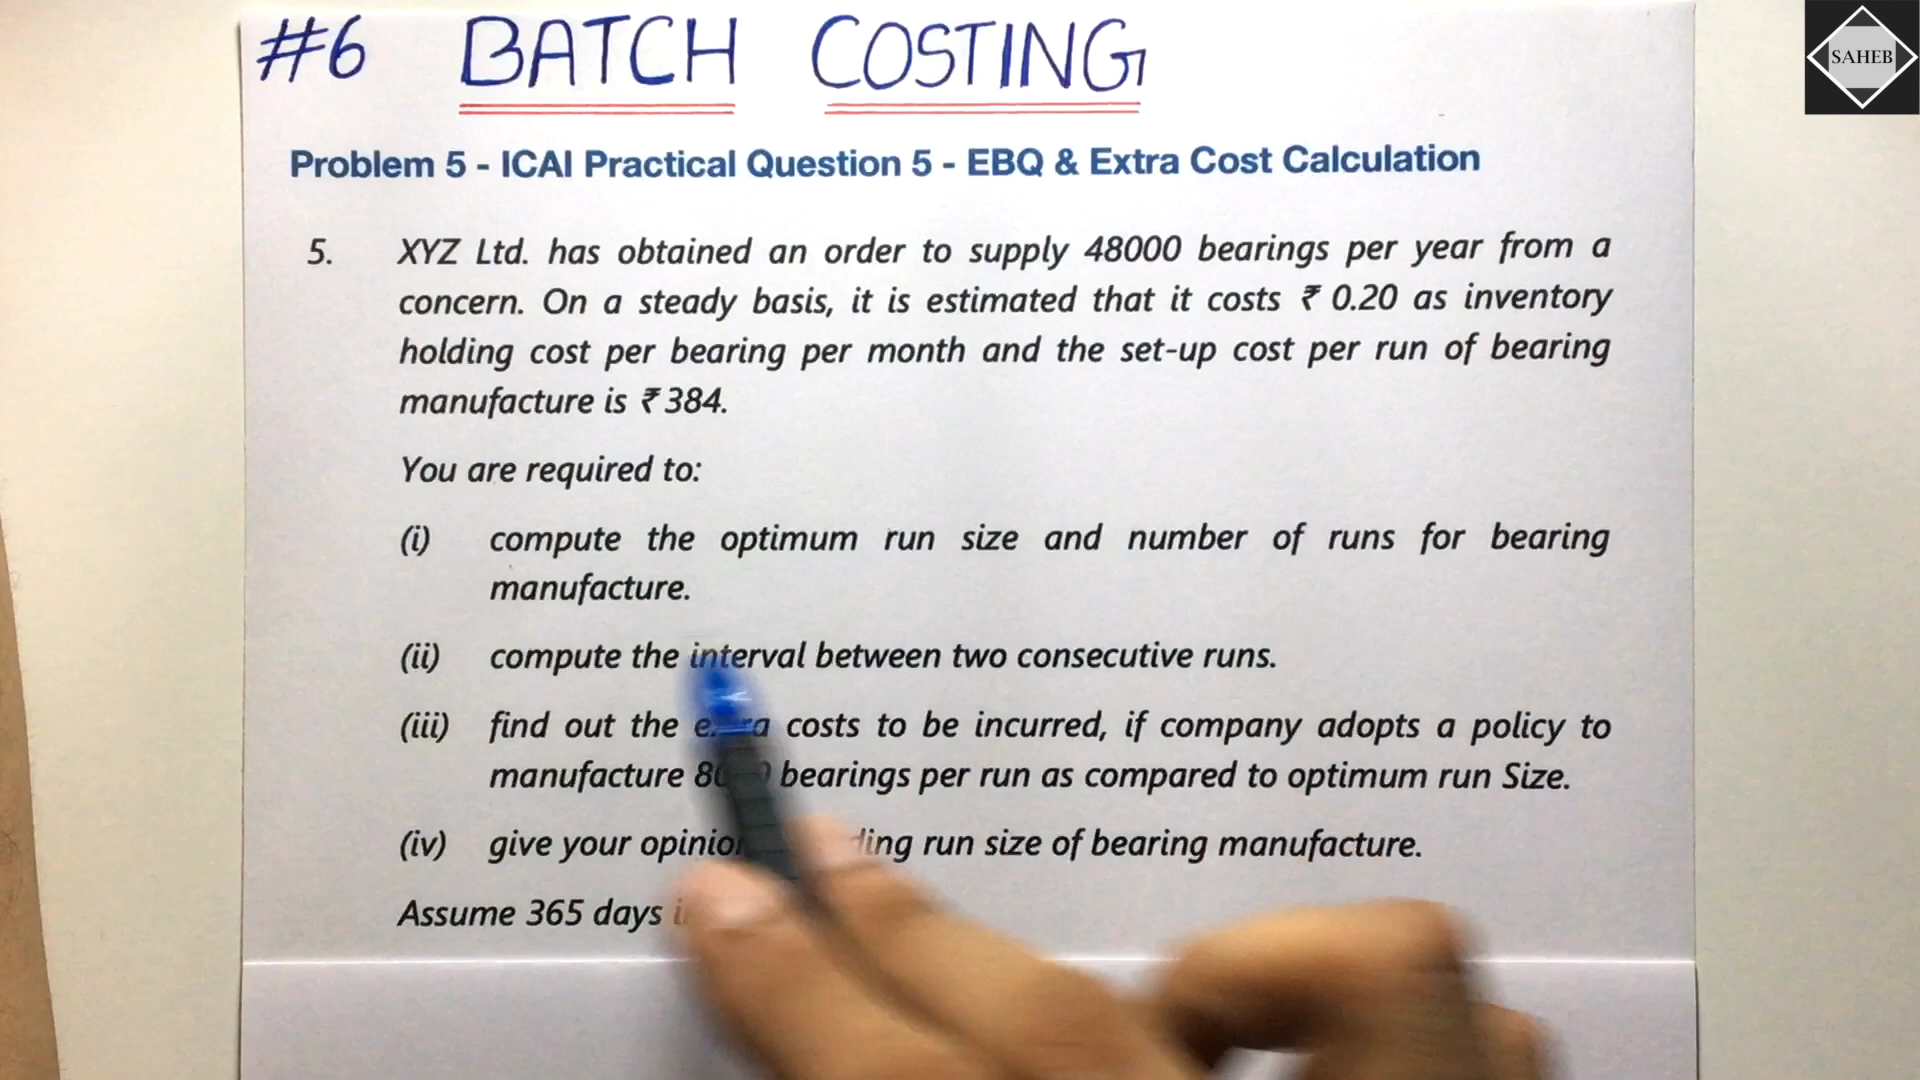 #6 BATCH COSTING
SAHEB
Problem 5 - ICAI Practical Question 5 - EBQ & Extra Cost Calculation
5. XYZ Ltd. has obtained an order to supply 48000 bearings per year from a
concern. On a steady basis, it is estimated that it costs ₹ 0.20 as inventory
holding cost per bearing per month and the set-up cost per run of bearing
manufacture is ₹ 384.
You are required to:
(i) compute the optimum run size and number of runs for bearing
manufacture.
(ii) compute the interval between two consecutive runs.
(iii) find out the extra costs to be incurred, if company adopts a policy to
manufacture bearings per run as compared to optimum run Size.
(iv) give your opinion run size of bearing manufacture.
Assume 365 days